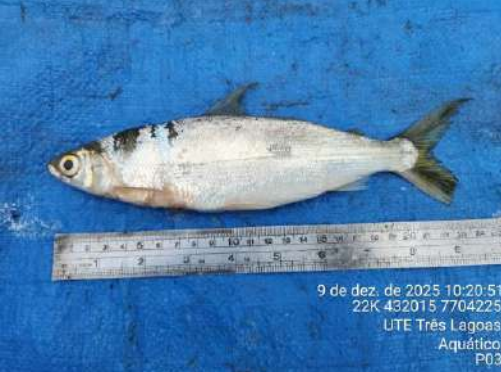 9 de dez. de 2025 10:20:51
22K 432015 7704225
UTE Três Lagoas
Aquático
P03